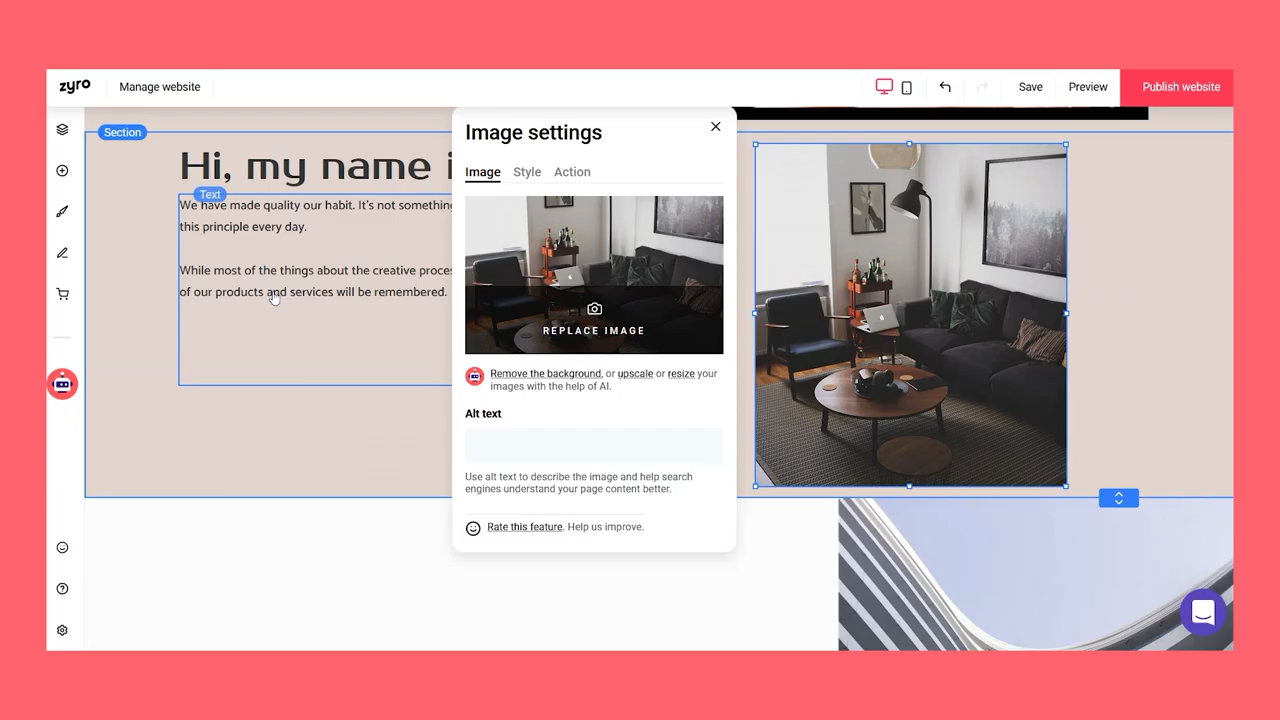 zyro
Manage website
Save
Preview
Publish website
Section
Hi, my name i
Text
We have made quality our habit. It's not something
this principle every day.
While most of the things about the creative proces
of our products and services will be remembered.
Image settings
Image
Style
Action
REPLACE IMAGE
Remove the background, or upscale or resize your
images with the help of AI.
Alt text
Use alt text to describe the image and help search
engines understand your page content better.
Rate this feature. Help us improve.